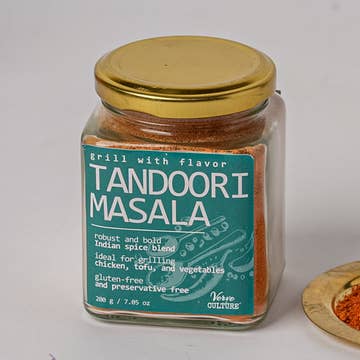 grill with flavor
TANDOORI
MASALA
robust and bold
Indian spice blend
ideal for grilling
chicken, tofu, and vegetables
gluten-free
and preservative free
200 g / 7.05 oz
Verve
CULTURE